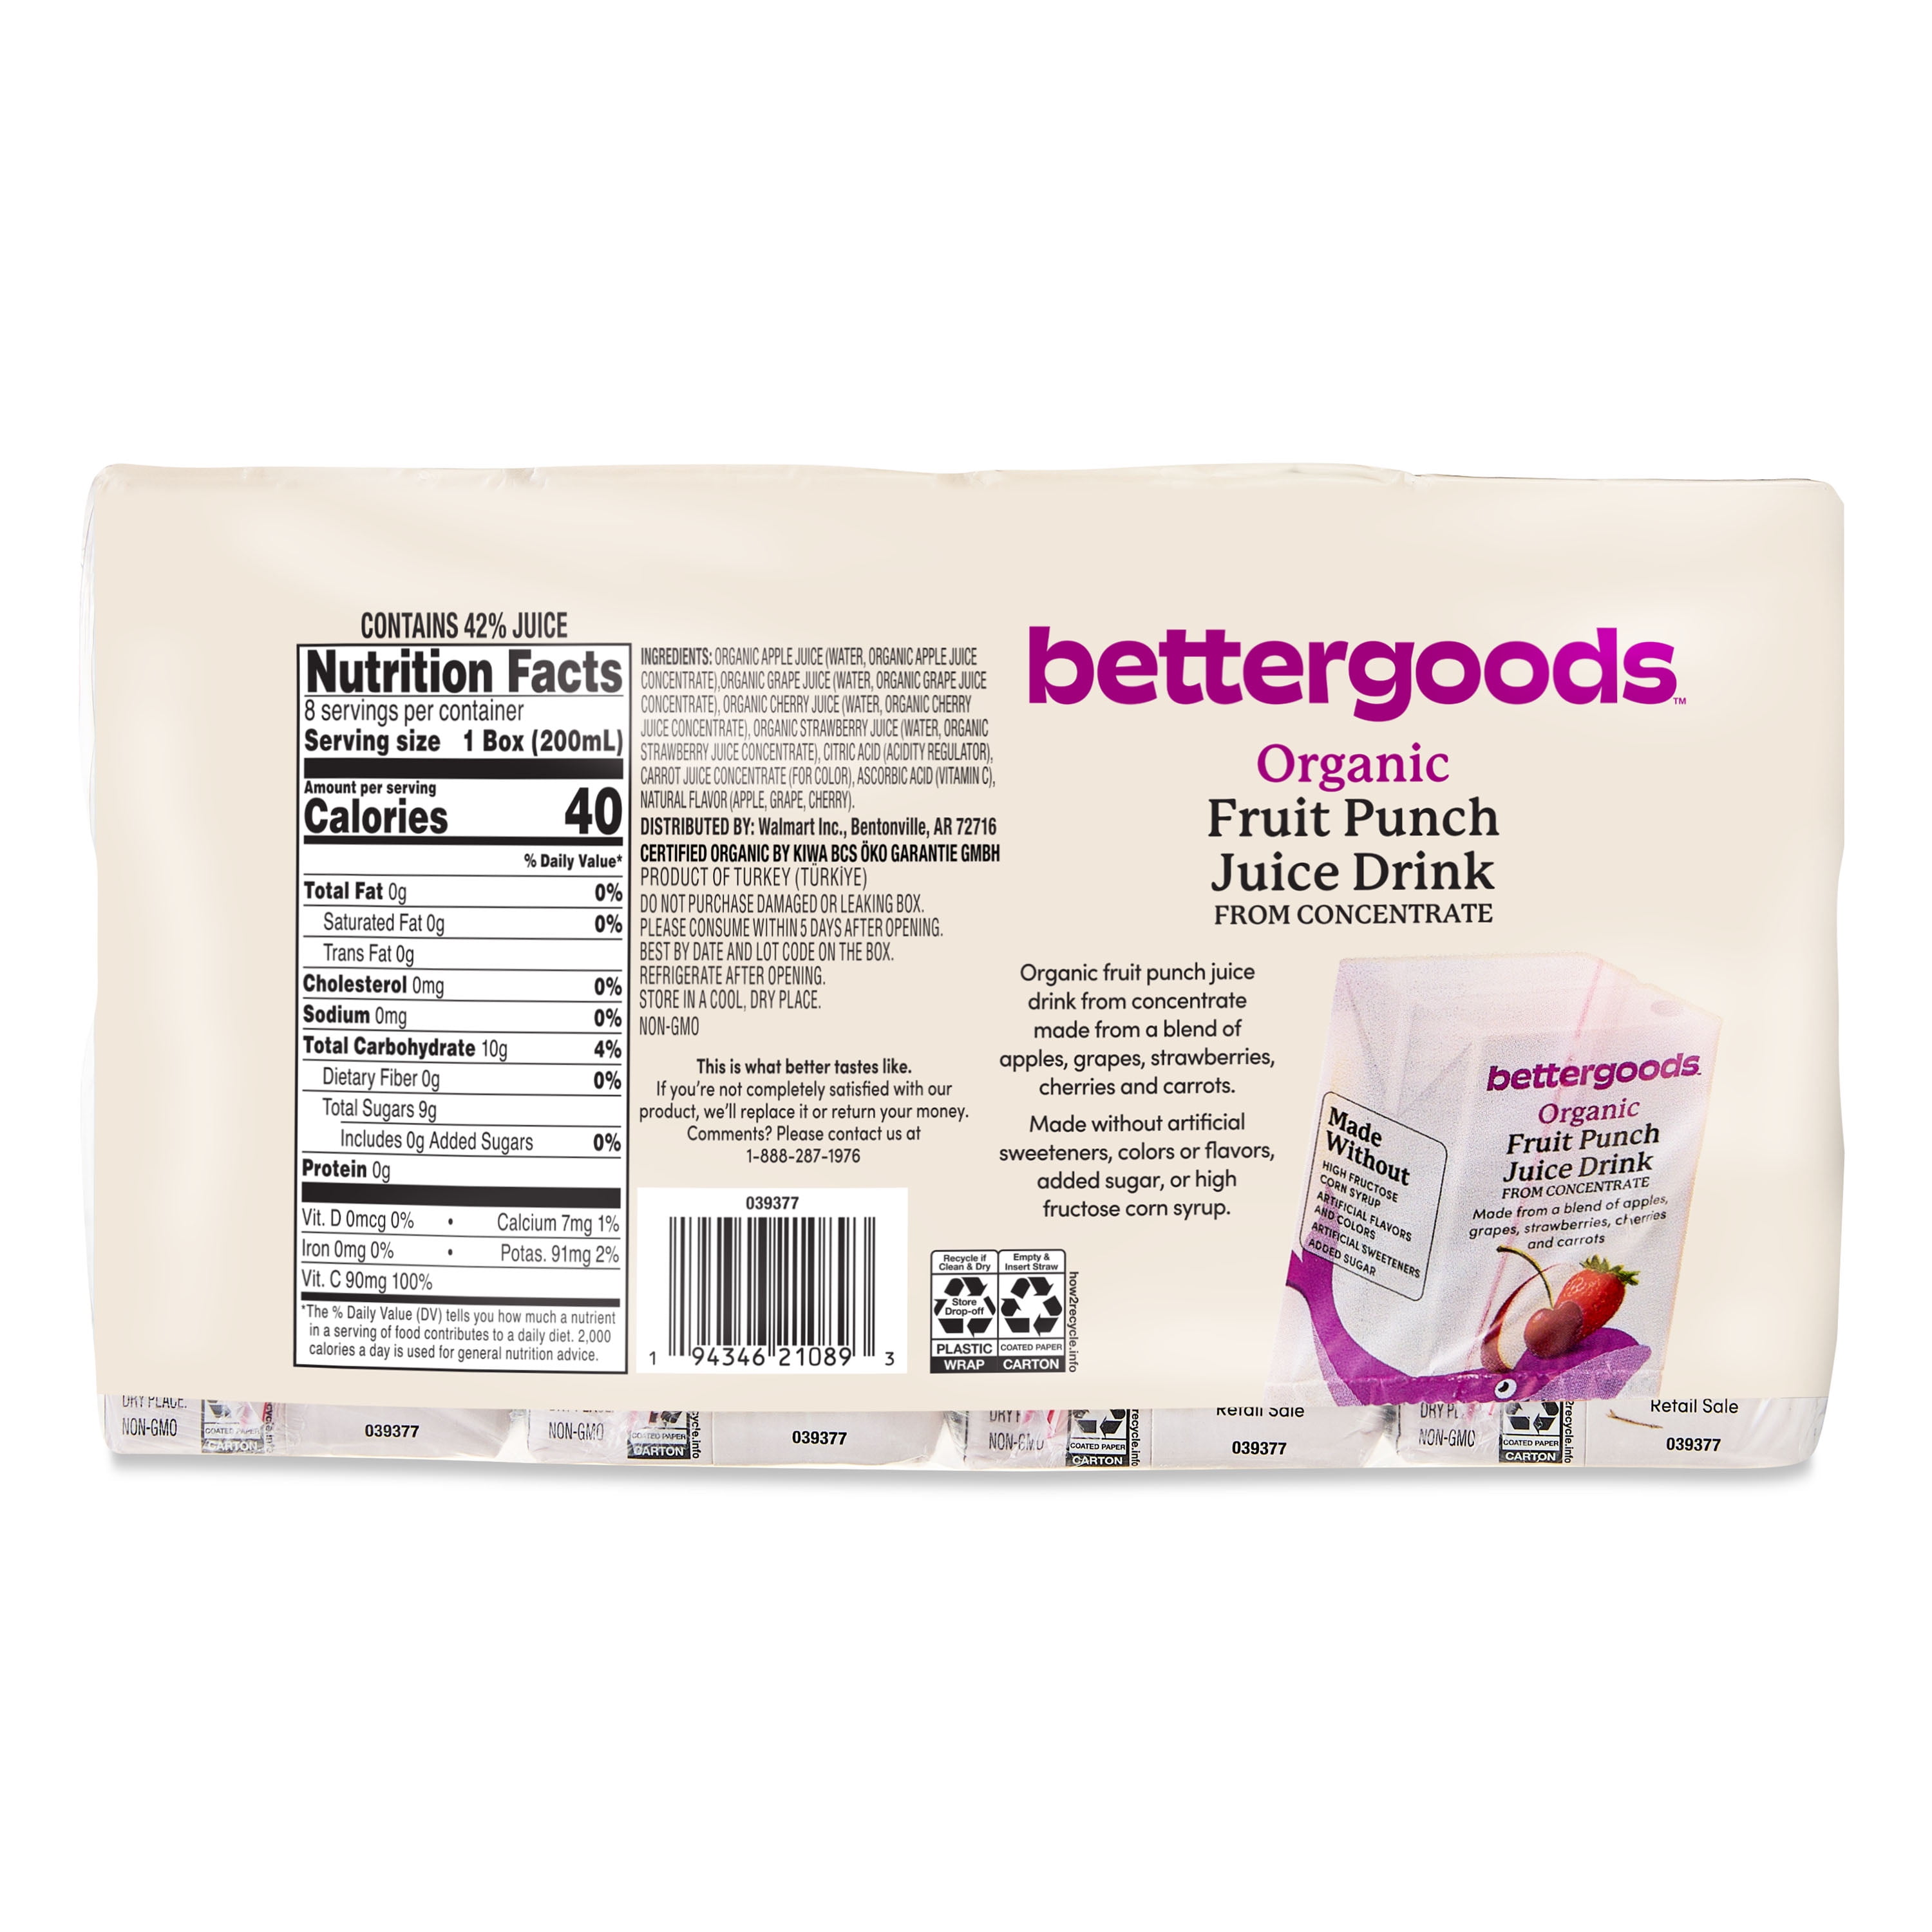 CONTAINS 42% JUICE
Nutrition Facts
8 servings per container
Serving size 1 Box (200mL)
Amount per serving
Calories 40
% Daily Value*
Total Fat 0g 0%
Saturated Fat 0g 0%
Trans Fat 0g
Cholesterol 0mg 0%
Sodium 0mg 0%
Total Carbohydrate 10g 4%
Dietary Fiber 0g 0%
Total Sugars 9g
Includes 0g Added Sugars 0%
Protein 0g
Vit. D 0mcg 0% • Calcium 7mg 1%
Iron 0mg 0% • Potas. 91mg 2%
Vit. C 90mg 100%
*The % Daily Value (DV) tells you how much a nutrient
in a serving of food contributes to a daily diet. 2,000
calories a day is used for general nutrition advice.
INGREDIENTS: ORGANIC APPLE JUICE (WATER, ORGANIC APPLE JUICE
CONCENTRATE),ORGANIC GRAPE JUICE (WATER, ORGANIC GRAPE JUICE
CONCENTRATE), ORGANIC CHERRY JUICE (WATER, ORGANIC CHERRY
JUICE CONCENTRATE), ORGANIC STRAWBERRY JUICE (WATER, ORGANIC
STRAWBERRY JUICE CONCENTRATE), CITRIC ACID (ACIDITY REGULATOR),
CARROT JUICE CONCENTRATE (FOR COLOR), ASCORBIC ACID (VITAMIN C),
NATURAL FLAVOR (APPLE, GRAPE, CHERRY).
DISTRIBUTED BY: Walmart Inc., Bentonville, AR 72716
CERTIFIED ORGANIC BY KIWA BCS ÖKO GARANTIE GMBH
PRODUCT OF TURKEY (TÜRKİYE)
DO NOT PURCHASE DAMAGED OR LEAKING BOX.
PLEASE CONSUME WITHIN 5 DAYS AFTER OPENING.
BEST BY DATE AND LOT CODE ON THE BOX.
REFRIGERATE AFTER OPENING.
STORE IN A COOL, DRY PLACE.
NON-GMO
This is what better tastes like.
If you're not completely satisfied with our
product, we'll replace it or return your money.
Comments? Please contact us at
1-888-287-1976
039377
1 94346 21089 3
Recycle if
Clean & Dry
Store
Drop-off
PLASTIC
WRAP
Empty &
Insert Straw
COATED PAPER
CARTON
how2recycle.info
bettergoods™
Organic
Fruit Punch
Juice Drink
FROM CONCENTRATE
Organic fruit punch juice
drink from concentrate
made from a blend of
apples, grapes, strawberries,
cherries and carrots.
Made without artificial
sweeteners, colors or flavors,
added sugar, or high
fructose corn syrup.
Made
Without
HIGH FRUCTOSE
CORN SYRUP
ARTIFICIAL FLAVORS
AND COLORS
ARTIFICIAL SWEETENERS
ADDED SUGAR
bettergoods
Organic
Fruit Punch
Juice Drink
FROM CONCENTRATE
Made from a blend of apples,
grapes, strawberries, cherries
and carrots
DRY PLACE.
NON-GMO
COATED PAPER
CARTON
039377
NON-GMO
COATED PAPER
CARTON
039377
COATED PAPER
CARTON
Retail Sale
039377
NON-GMO
COATED PAPER
CARTON
Retail Sale
039377